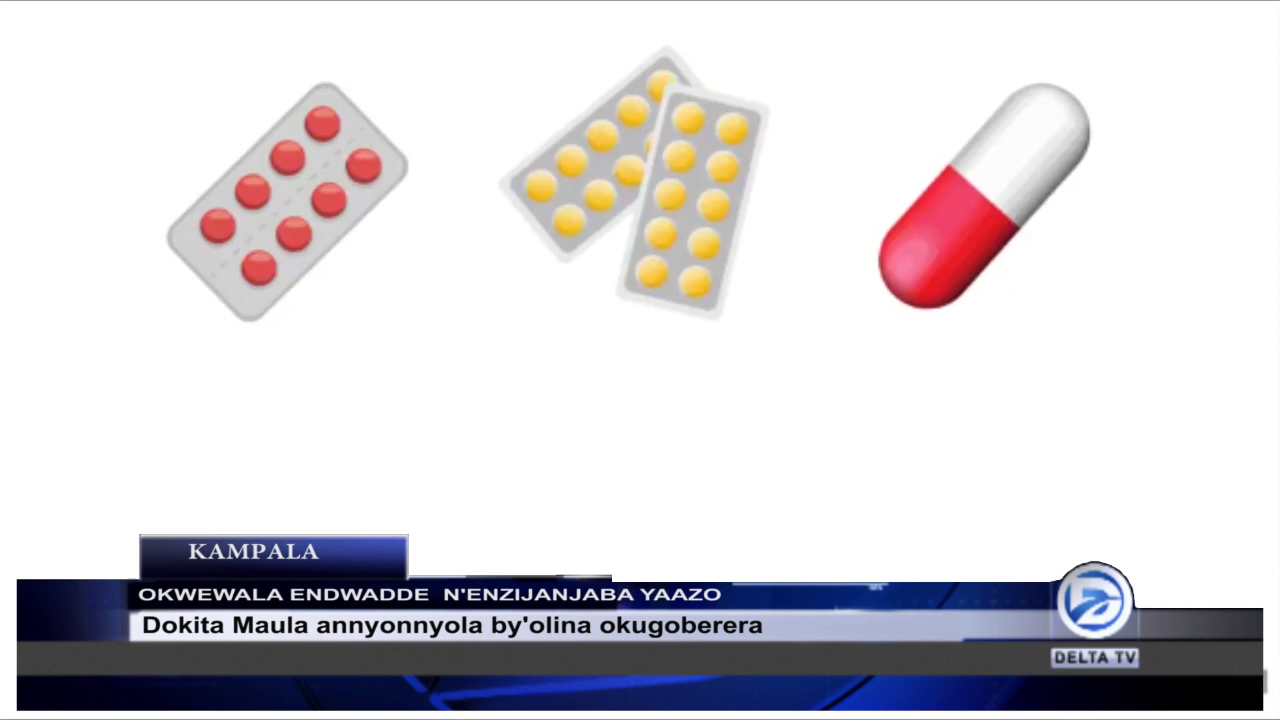 KAMPALA
OKWEWALA ENDWADDE N'ENZIJANJABA YAAZO
Dokita Maula annyonnyola by'olina okugoberera
DELTA TV